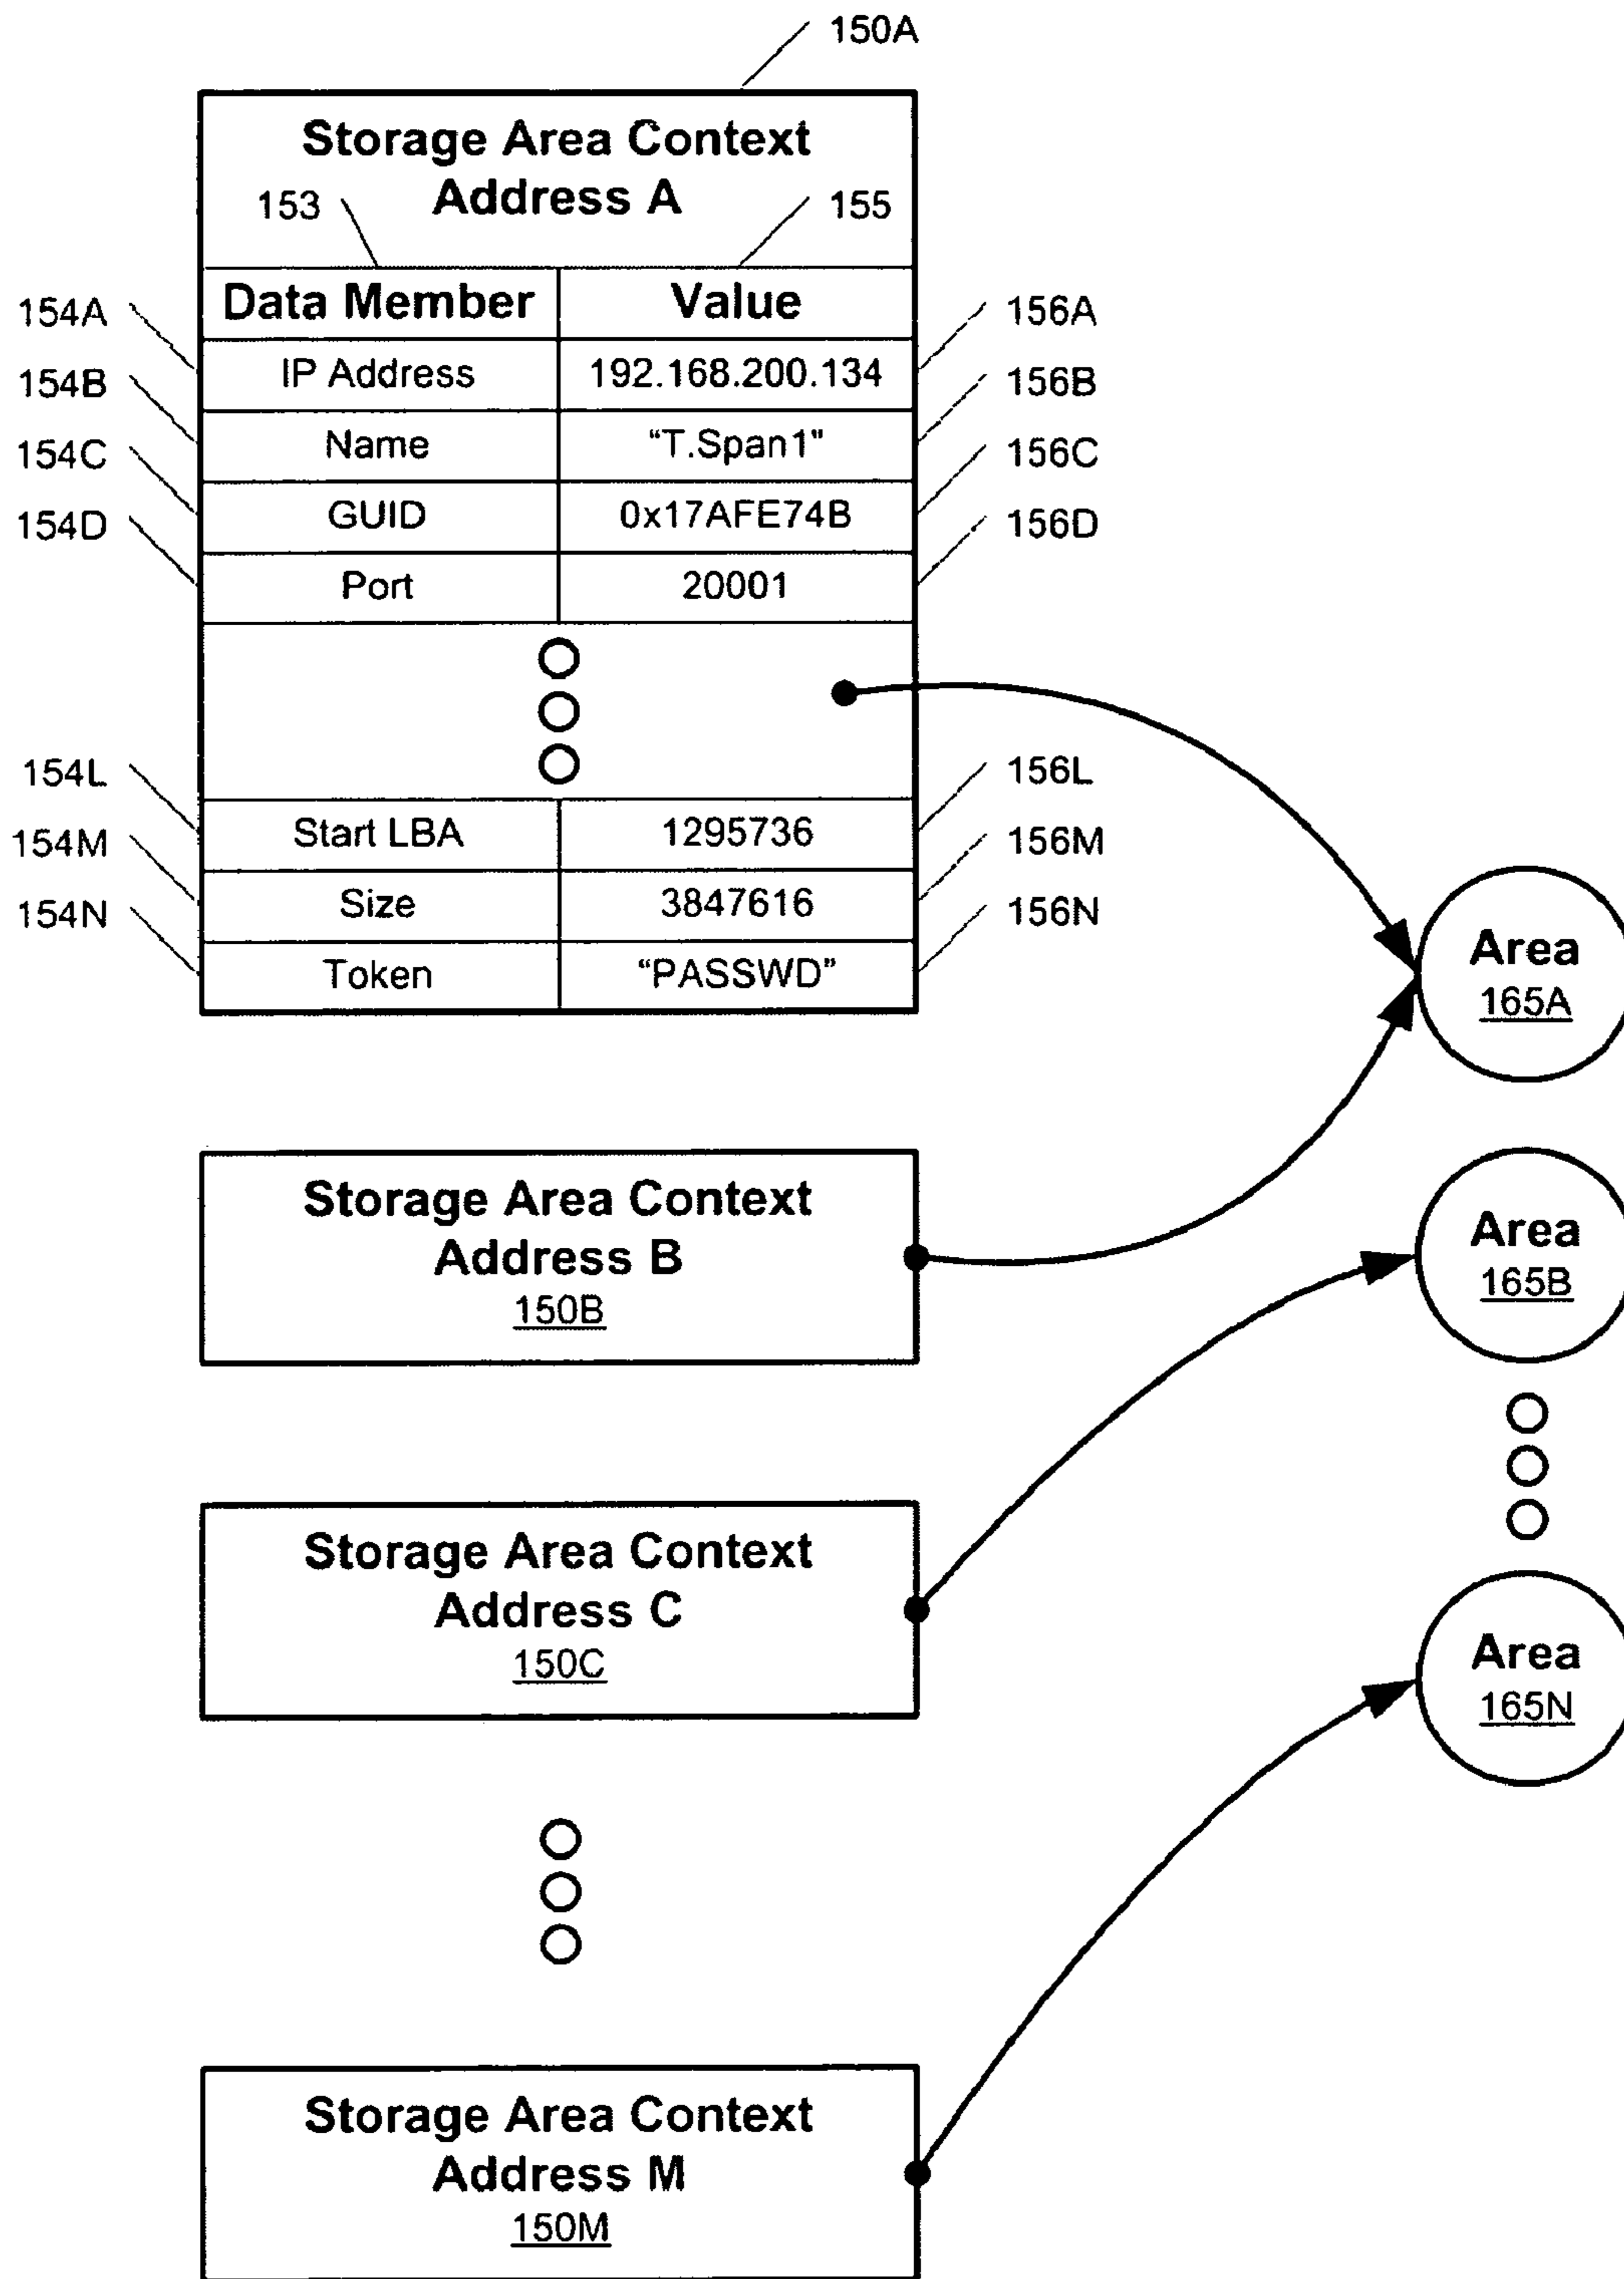 150A
Storage Area Context
Address A
153
155
Data Member
Value
154A
IP Address
192.168.200.134
156A
154B
Name
“T.Span1”
156B
154C
GUID
0x17AFE74B
156C
154D
Port
20001
156D
154L
Start LBA
1295736
156L
154M
Size
3847616
156M
154N
Token
“PASSWD”
156N
Area
165A
Storage Area Context
Address B
150B
Area
165B
Storage Area Context
Address C
150C
Area
165N
Storage Area Context
Address M
150M